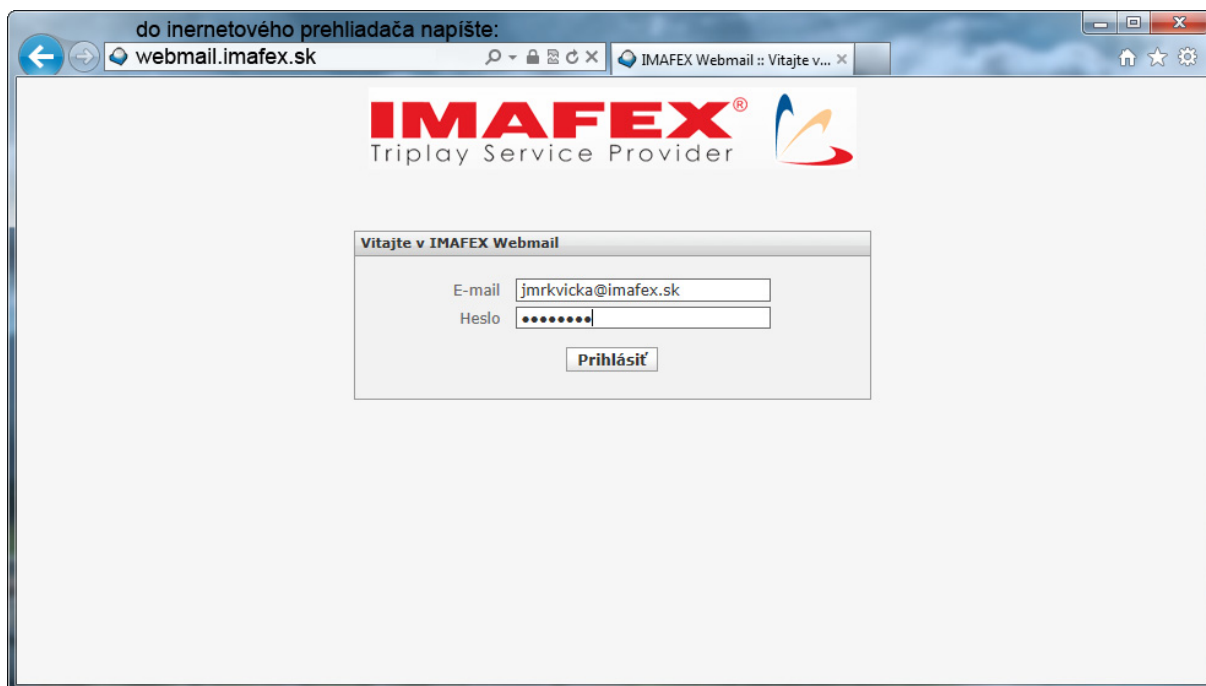 do inernetového prehliadača napíšte:
webmail.imafex.sk
IMAFEX Webmail :: Vitajte v...
IMAFEX®
Triplay Service Provider
Vitajte v IMAFEX Webmail
E-mail jmrkvicka@imafex.sk
Heslo ••••••••
Prihlásiť